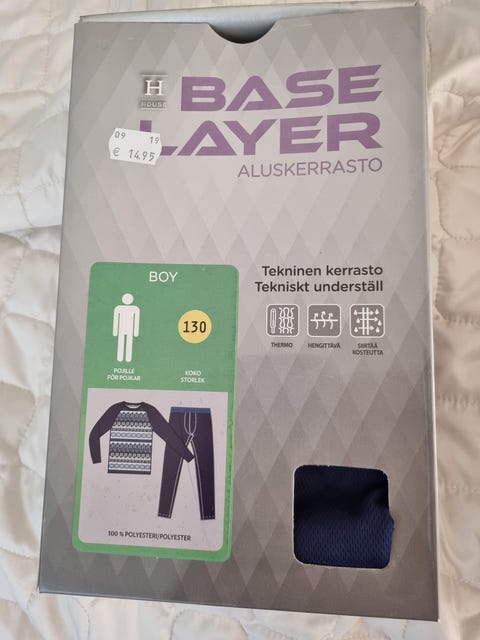 H
HOUSE
BASE
LAYER
ALUSKERRASTO
09 19
€ 14.95
BOY
130
POJILLE
FÖR POJKAR
KOKO
STORLEK
100 % POLYESTERI/POLYESTER
Tekninen kerrasto
Tekniskt underställ
THERMO
HENGITTÄVÄ
SIIRTÄÄ
KOSTEUTTA